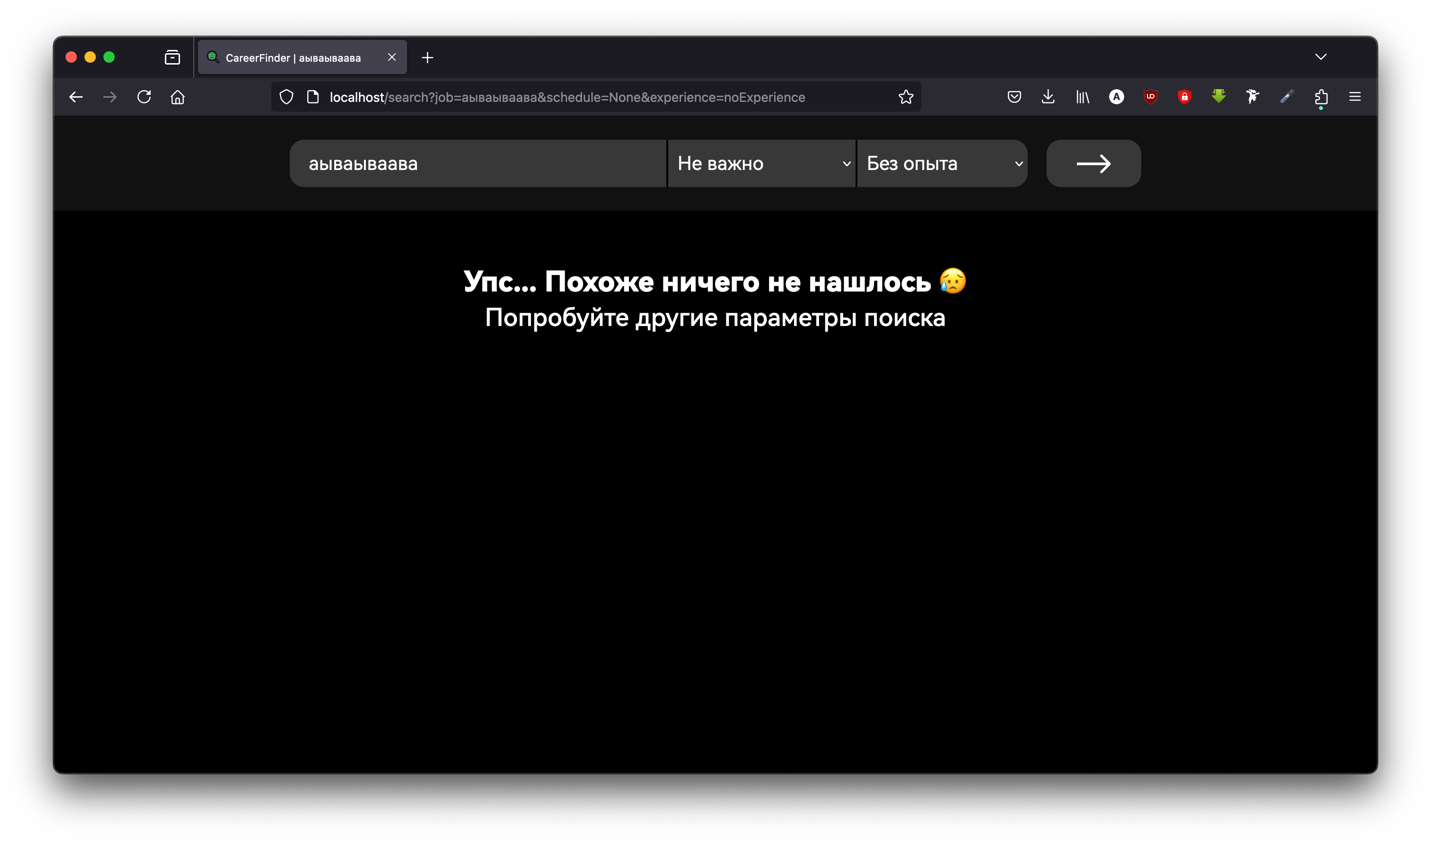 CareerFinder | аываываава
localhost/search?job=аываываава&schedule=None&experience=noExperience
аываываава
Не важно
Без опыта
Упс... Похоже ничего не нашлось 😥
Попробуйте другие параметры поиска